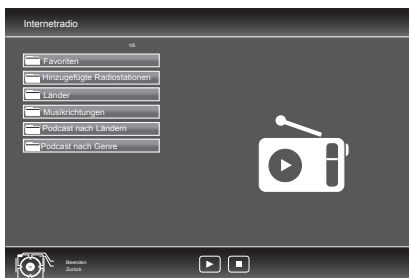 Internetradio
1/6
Favoriten
Hinzugefügte Radiostationen
Länder
Musikrichtungen
Podcast nach Ländern
Podcast nach Genre
Beenden
Zurück